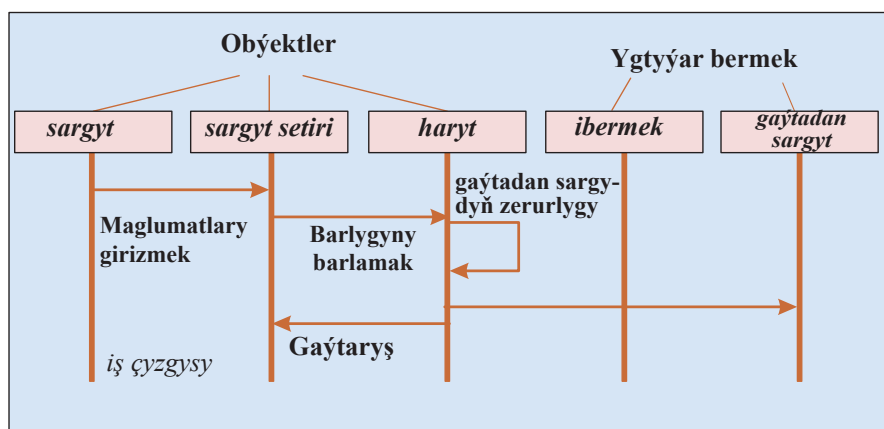 Obýektler
Ygtyýar bermek
sargyt
sargyt setiri
haryt
ibermek
gaýtadan
sargyt
gaýtadan sargy-
dyň zerurlygy
Maglumatlary
girizmek
Barlygyny
barlamak
Gaýtaryş
iş çyzgysy